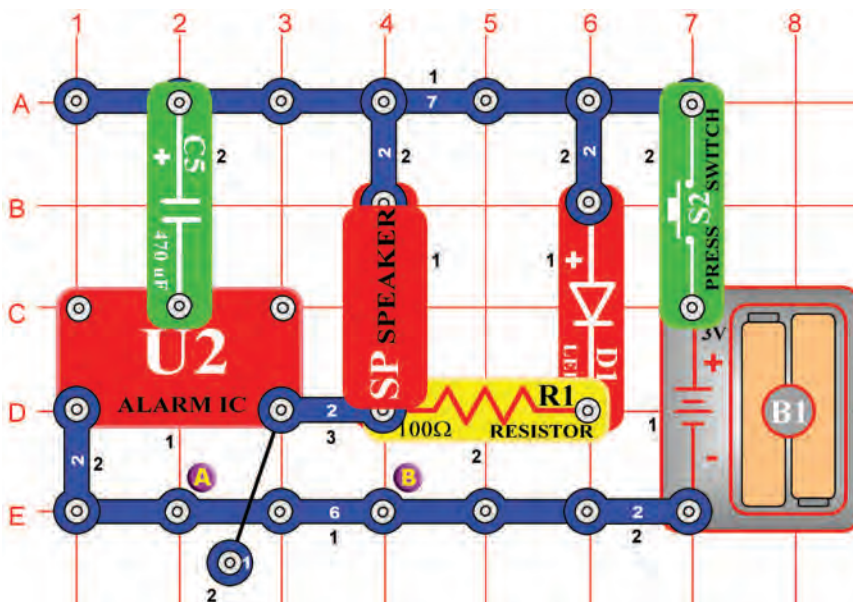 1 2 3 4 5 6 7 8
A
1
7
+
C5
470 uF
2
2
2
2
2
2
PRESS SWITCH
S2
B
SP SPEAKER
1
1
+
D1
LED
C
3V
+
-
B1
U2
ALARM IC
D
2
3
R1
100Ω
RESISTOR
1
2
1
2
2
A
B
E
6
1
2
2
1
2